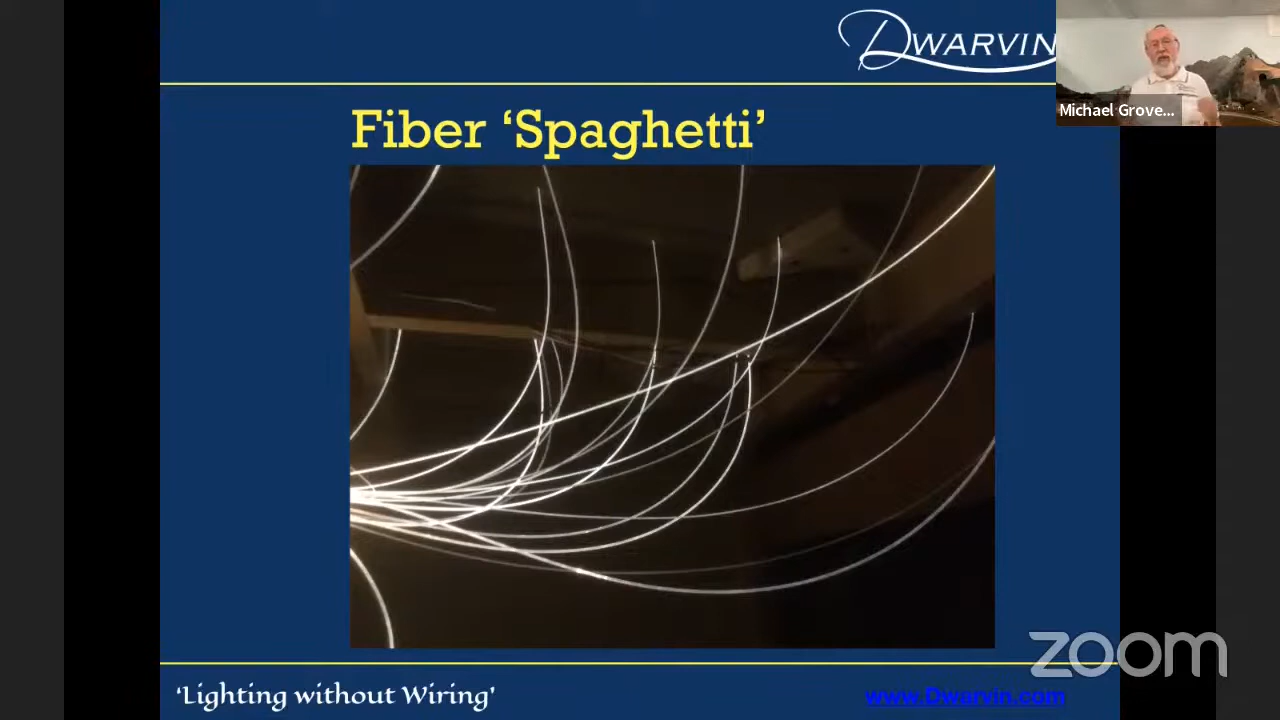 DWARVIN
Michael Grove...
Fiber ‘Spaghetti’
zoom
‘Lighting without Wiring’
www.Dwarvin.com